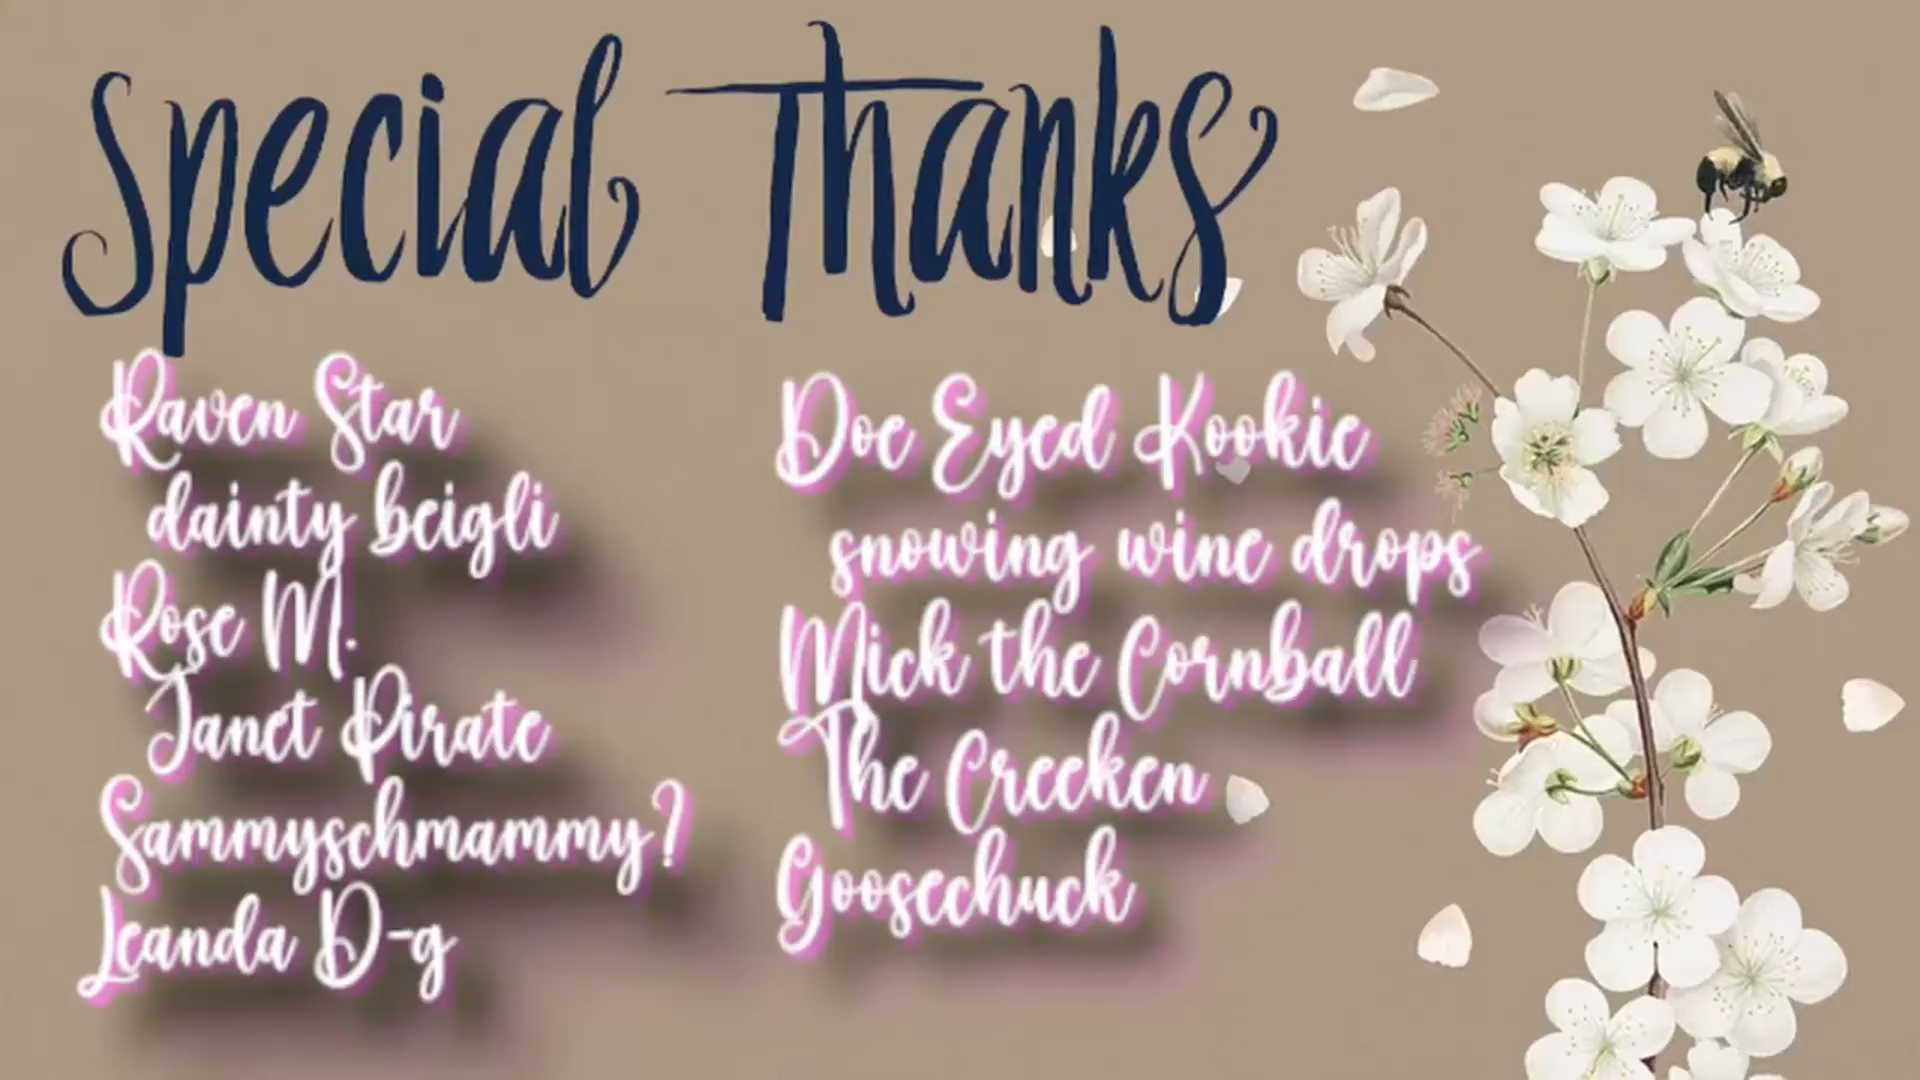 Special Thanks
Raven Star
dainty beigli
Rose M.
Janet Pirate
Sammyschmammy?
Leanda D-g
Doe Eyed Kookie
snowing wine drops
Mick the Cornball
The Creeken
Goosechuck